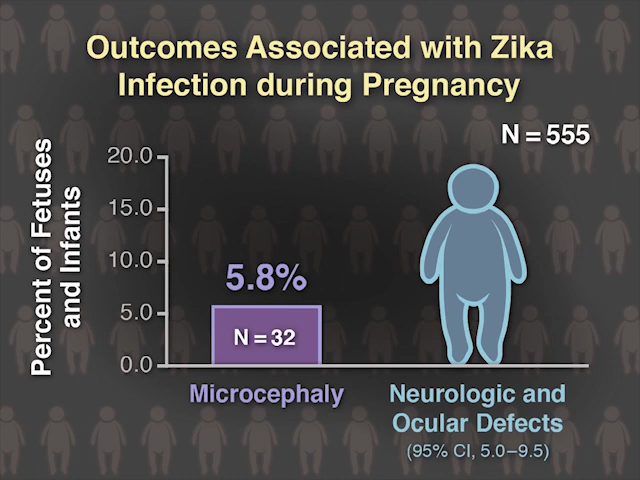 Outcomes Associated with Zika
Infection during Pregnancy
N = 555
Percent of Fetuses
and Infants
20.0
15.0
10.0
5.0
0.0
5.8%
N = 32
Microcephaly
Neurologic and
Ocular Defects
(95% CI, 5.0–9.5)